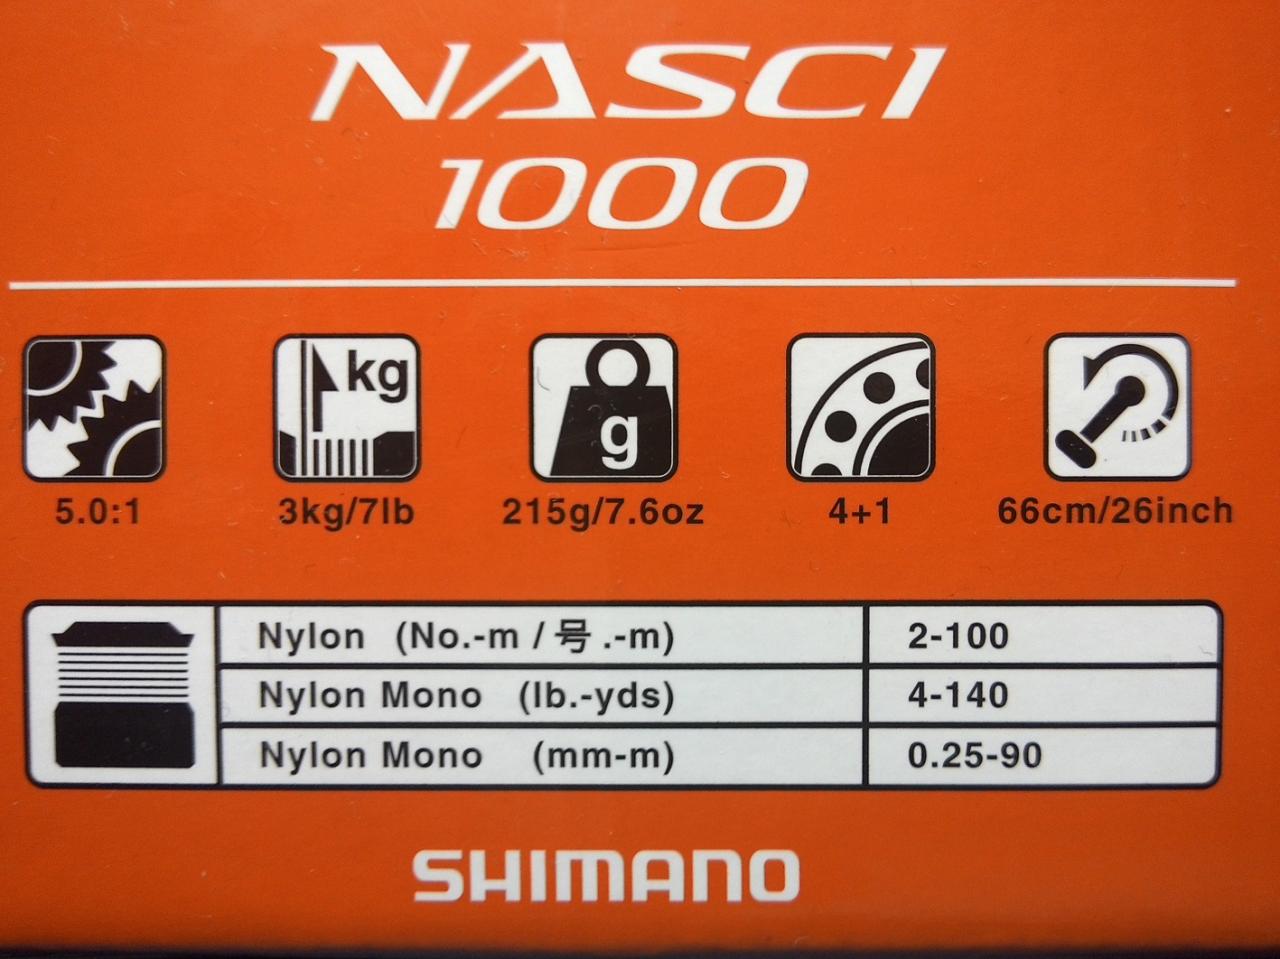 NASCI
1000
kg
g
5.0:1 3kg/7lb 215g/7.6oz 4+1 66cm/26inch
Nylon (No.-m / 号.-m) 2-100
Nylon Mono (lb.-yds) 4-140
Nylon Mono (mm-m) 0.25-90
SHIMANO